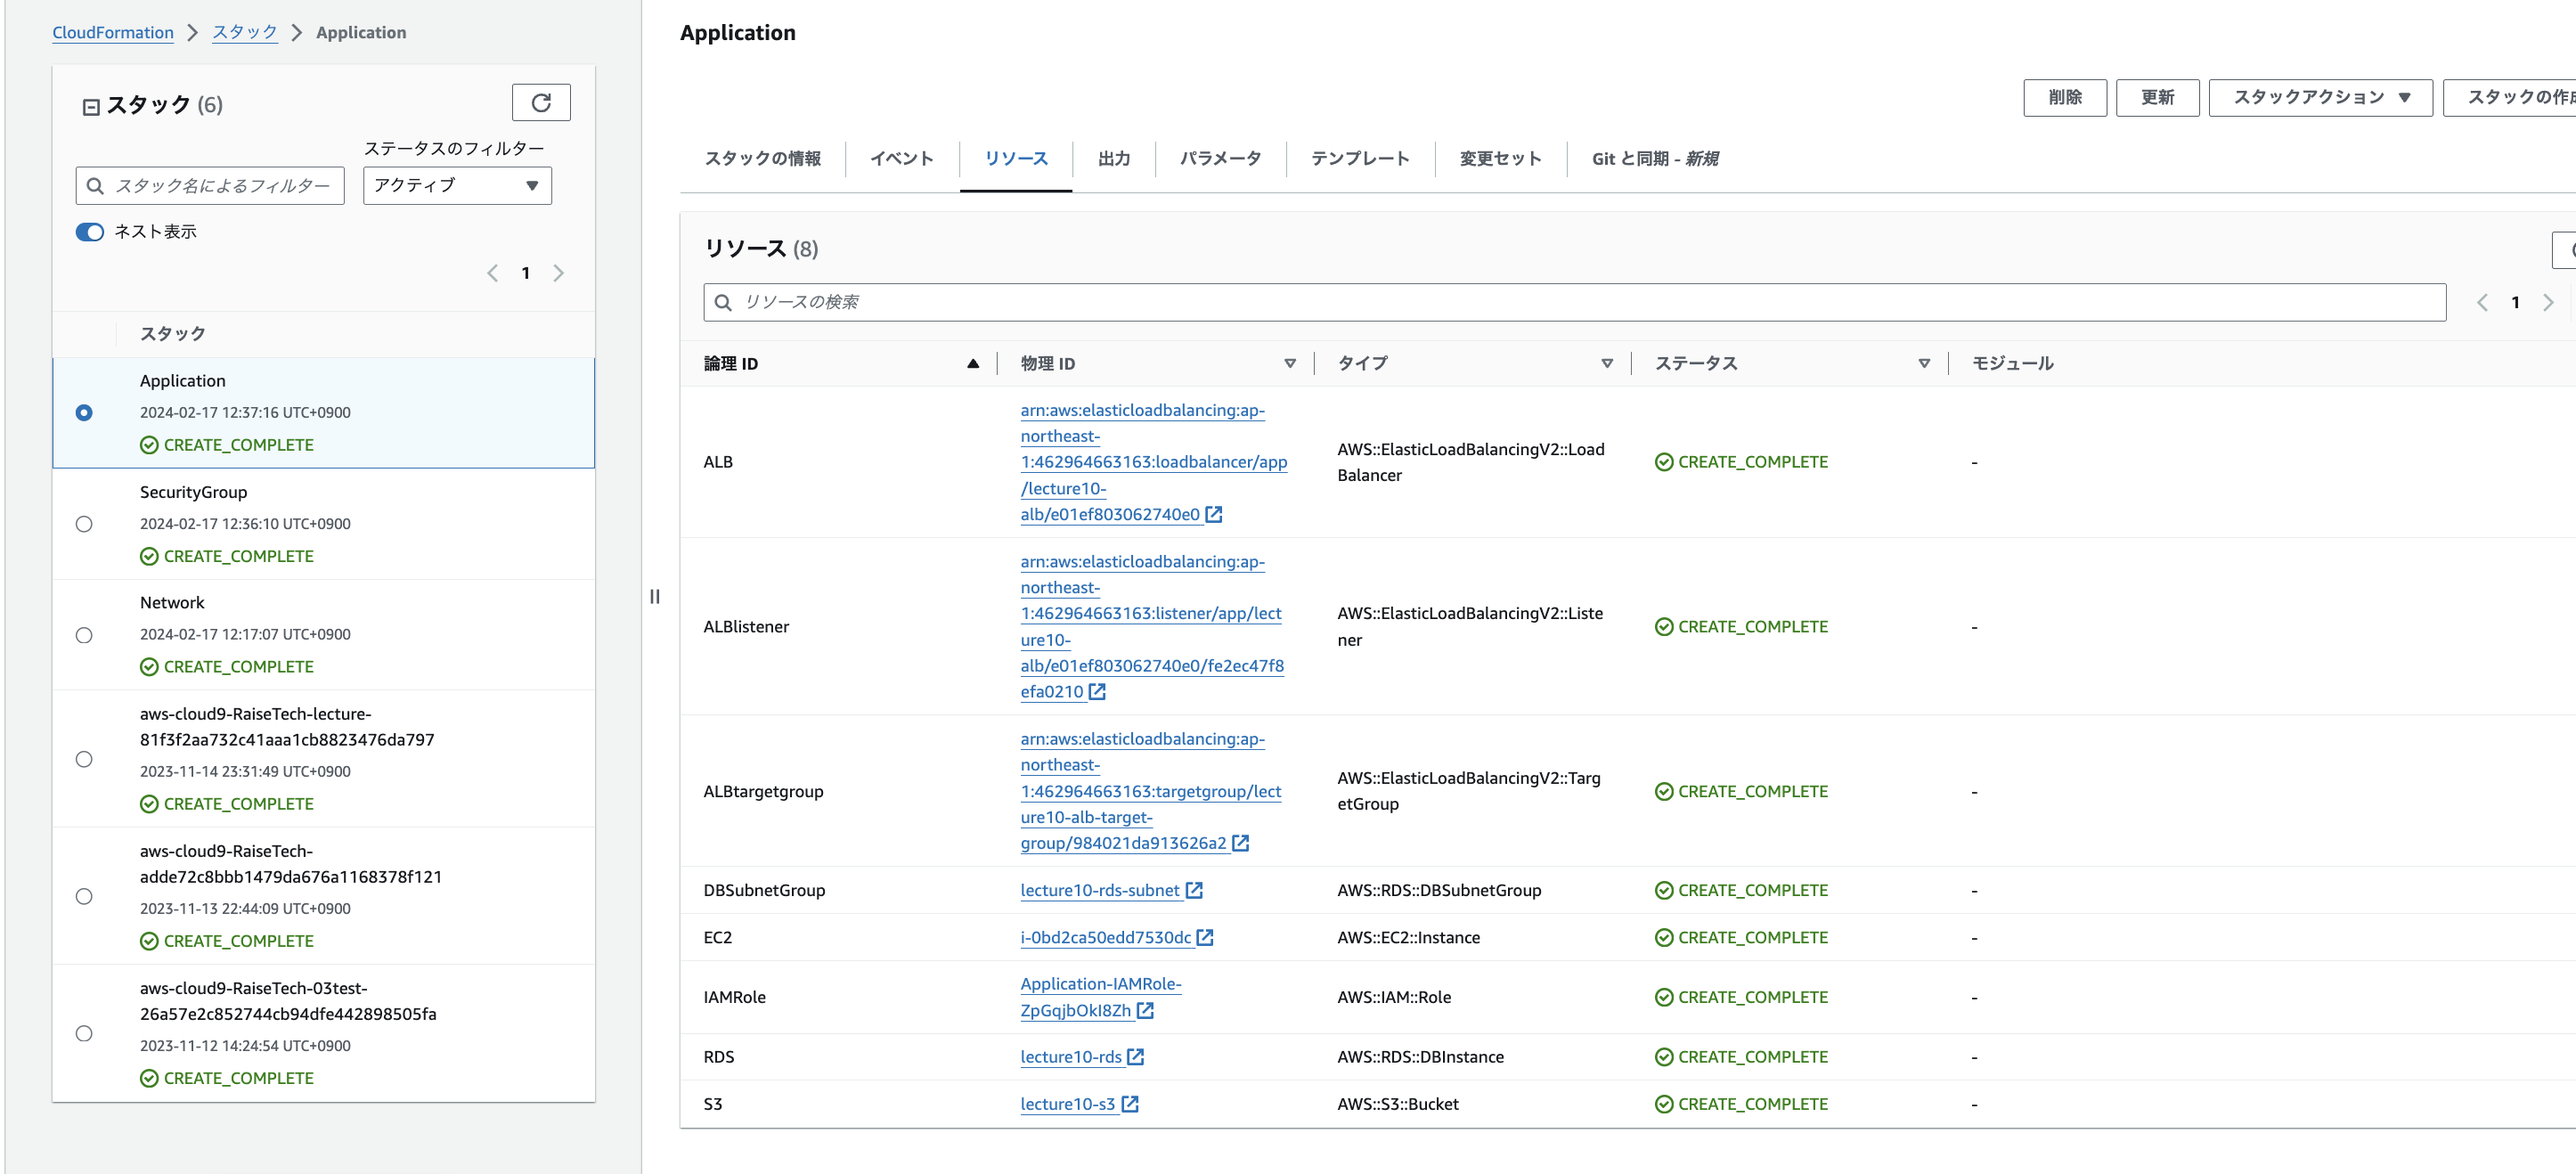 CloudFormation > スタック > Application
スタック (6)
ステータスのフィルター
スタック名によるフィルター
アクティブ
ネスト表示
1
スタック
Application
2024-02-17 12:37:16 UTC+0900
CREATE_COMPLETE
SecurityGroup
2024-02-17 12:36:10 UTC+0900
CREATE_COMPLETE
Network
2024-02-17 12:17:07 UTC+0900
CREATE_COMPLETE
aws-cloud9-RaiseTech-lecture-
81f3f2aa732c41aaa1cb8823476da797
2023-11-14 23:31:49 UTC+0900
CREATE_COMPLETE
aws-cloud9-RaiseTech-
adde72c8bbb1479da676a1168378f121
2023-11-13 22:44:09 UTC+0900
CREATE_COMPLETE
aws-cloud9-RaiseTech-03test-
26a57e2c852744cb94dfe442898505fa
2023-11-12 14:24:54 UTC+0900
CREATE_COMPLETE
Application
削除 更新 スタックアクション スタックの作成
スタックの情報 イベント リソース 出力 パラメータ テンプレート 変更セット Git と同期 - 新規
リソース (8)
リソースの検索
1
論理 ID 物理 ID タイプ ステータス モジュール
ALB
arn:aws:elasticloadbalancing:ap-
northeast-
1:462964663163:loadbalancer/app
/lecture10-
alb/e01ef803062740e0
AWS::ElasticLoadBalancingV2::Load
Balancer
CREATE_COMPLETE
-
ALBlistener
arn:aws:elasticloadbalancing:ap-
northeast-
1:462964663163:listener/app/lect
ure10-
alb/e01ef803062740e0/fe2ec47f8
efa0210
AWS::ElasticLoadBalancingV2::Liste
ner
CREATE_COMPLETE
-
ALBtargetgroup
arn:aws:elasticloadbalancing:ap-
northeast-
1:462964663163:targetgroup/lect
ure10-alb-target-
group/984021da913626a2
AWS::ElasticLoadBalancingV2::Targ
etGroup
CREATE_COMPLETE
-
DBSubnetGroup lecture10-rds-subnet AWS::RDS::DBSubnetGroup CREATE_COMPLETE -
EC2 i-0bd2ca50edd7530dc AWS::EC2::Instance CREATE_COMPLETE -
IAMRole
Application-IAMRole-
ZpGqjbOkI8Zh
AWS::IAM::Role
CREATE_COMPLETE
-
RDS lecture10-rds AWS::RDS::DBInstance CREATE_COMPLETE -
S3 lecture10-s3 AWS::S3::Bucket CREATE_COMPLETE -